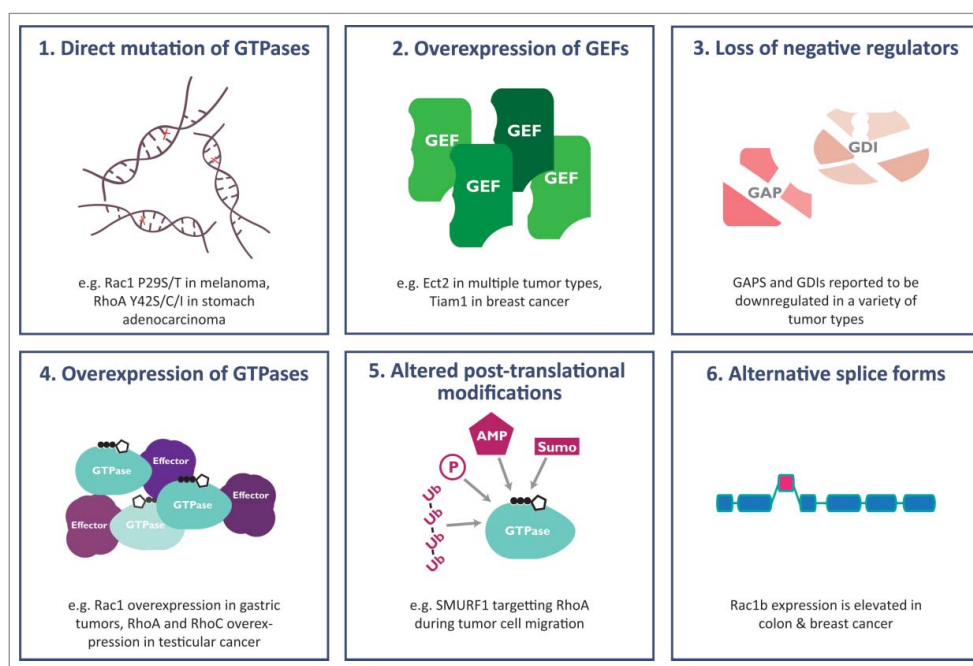 1. Direct mutation of GTPases
e.g. Rac1 P29S/T in melanoma,
RhoA Y42S/C/I in stomach
adenocarcinoma
2. Overexpression of GEFs
GEF
GEF
GEF
GEF
e.g. Ect2 in multiple tumor types,
Tiam1 in breast cancer
3. Loss of negative regulators
GDI
GAP
GAPS and GDIs reported to be
downregulated in a variety of
tumor types
4. Overexpression of GTPases
GTPase
Effector
Effector
GTPase
Effector
GTPase
e.g. Rac1 overexpression in gastric
tumors, RhoA and RhoC overex-
pression in testicular cancer
5. Altered post-translational
modifications
AMP
Sumo
P
Ub
Ub
Ub
Ub
GTPase
e.g. SMURF1 targetting RhoA
during tumor cell migration
6. Alternative splice forms
Rac1b expression is elevated in
colon & breast cancer